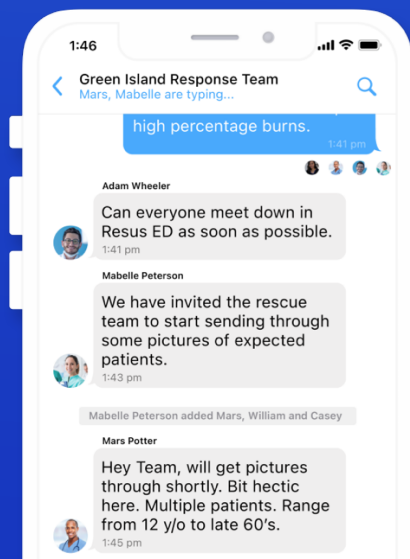 1:46
Green Island Response Team
Mars, Mabelle are typing...
high percentage burns.
1:41 pm
Adam Wheeler
Can everyone meet down in
Resus ED as soon as possible.
1:41 pm
Mabelle Peterson
We have invited the rescue
team to start sending through
some pictures of expected
patients.
1:43 pm
Mabelle Peterson added Mars, William and Casey
Mars Potter
Hey Team, will get pictures
through shortly. Bit hectic
here. Multiple patients. Range
from 12 y/o to late 60's.
1:45 pm